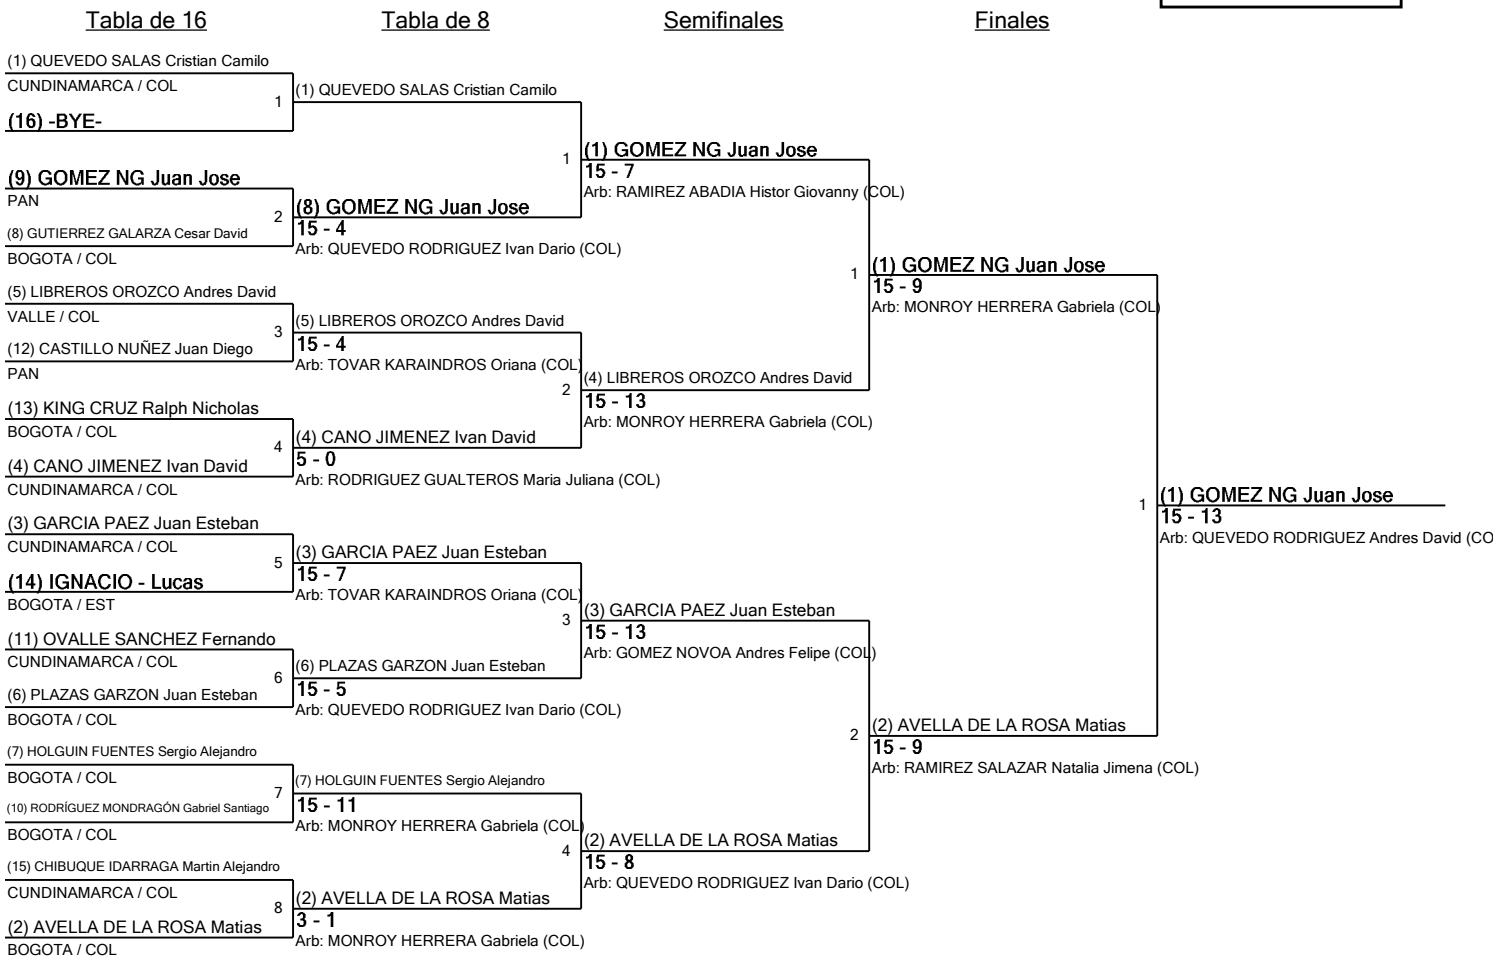 Tabla de 16
Tabla de 8
Semifinales
Finales
(1) QUEVEDO SALAS Cristian Camilo
CUNDINAMARCA / COL
1
(16) -BYE-
(9) GOMEZ NG Juan Jose
PAN
2
(8) GUTIERREZ GALARZA Cesar David
BOGOTA / COL
(5) LIBREROS OROZCO Andres David
VALLE / COL
3
(12) CASTILLO NUÑEZ Juan Diego
PAN
(13) KING CRUZ Ralph Nicholas
BOGOTA / COL
4
(4) CANO JIMENEZ Ivan David
CUNDINAMARCA / COL
(3) GARCIA PAEZ Juan Esteban
CUNDINAMARCA / COL
5
(14) IGNACIO - Lucas
BOGOTA / EST
(11) OVALLE SANCHEZ Fernando
CUNDINAMARCA / COL
6
(6) PLAZAS GARZON Juan Esteban
BOGOTA / COL
(7) HOLGUIN FUENTES Sergio Alejandro
BOGOTA / COL
7
(10) RODRÍGUEZ MONDRAGÓN Gabriel Santiago
BOGOTA / COL
(15) CHIBUQUE IDARRAGA Martin Alejandro
CUNDINAMARCA / COL
8
(2) AVELLA DE LA ROSA Matias
BOGOTA / COL
(1) QUEVEDO SALAS Cristian Camilo
1
(8) GOMEZ NG Juan Jose
15 - 4
Arb: QUEVEDO RODRIGUEZ Ivan Dario (COL)
(5) LIBREROS OROZCO Andres David
15 - 4
Arb: TOVAR KARAINDROS Oriana (COL)
2
(4) CANO JIMENEZ Ivan David
5 - 0
Arb: RODRIGUEZ GUALTEROS Maria Juliana (COL)
(3) GARCIA PAEZ Juan Esteban
15 - 7
Arb: TOVAR KARAINDROS Oriana (COL)
3
(6) PLAZAS GARZON Juan Esteban
15 - 5
Arb: QUEVEDO RODRIGUEZ Ivan Dario (COL)
(7) HOLGUIN FUENTES Sergio Alejandro
15 - 11
Arb: MONROY HERRERA Gabriela (COL)
4
(2) AVELLA DE LA ROSA Matias
3 - 1
Arb: MONROY HERRERA Gabriela (COL)
(1) GOMEZ NG Juan Jose
15 - 7
Arb: RAMIREZ ABADIA Histor Giovanny (COL)
1
(4) LIBREROS OROZCO Andres David
15 - 13
Arb: MONROY HERRERA Gabriela (COL)
(3) GARCIA PAEZ Juan Esteban
15 - 13
Arb: GOMEZ NOVOA Andres Felipe (COL)
2
(2) AVELLA DE LA ROSA Matias
15 - 8
Arb: QUEVEDO RODRIGUEZ Ivan Dario (COL)
(1) GOMEZ NG Juan Jose
15 - 9
Arb: MONROY HERRERA Gabriela (COL)
1
(2) AVELLA DE LA ROSA Matias
15 - 9
Arb: RAMIREZ SALAZAR Natalia Jimena (COL)
(1) GOMEZ NG Juan Jose
15 - 13
Arb: QUEVEDO RODRIGUEZ Andres David (CO